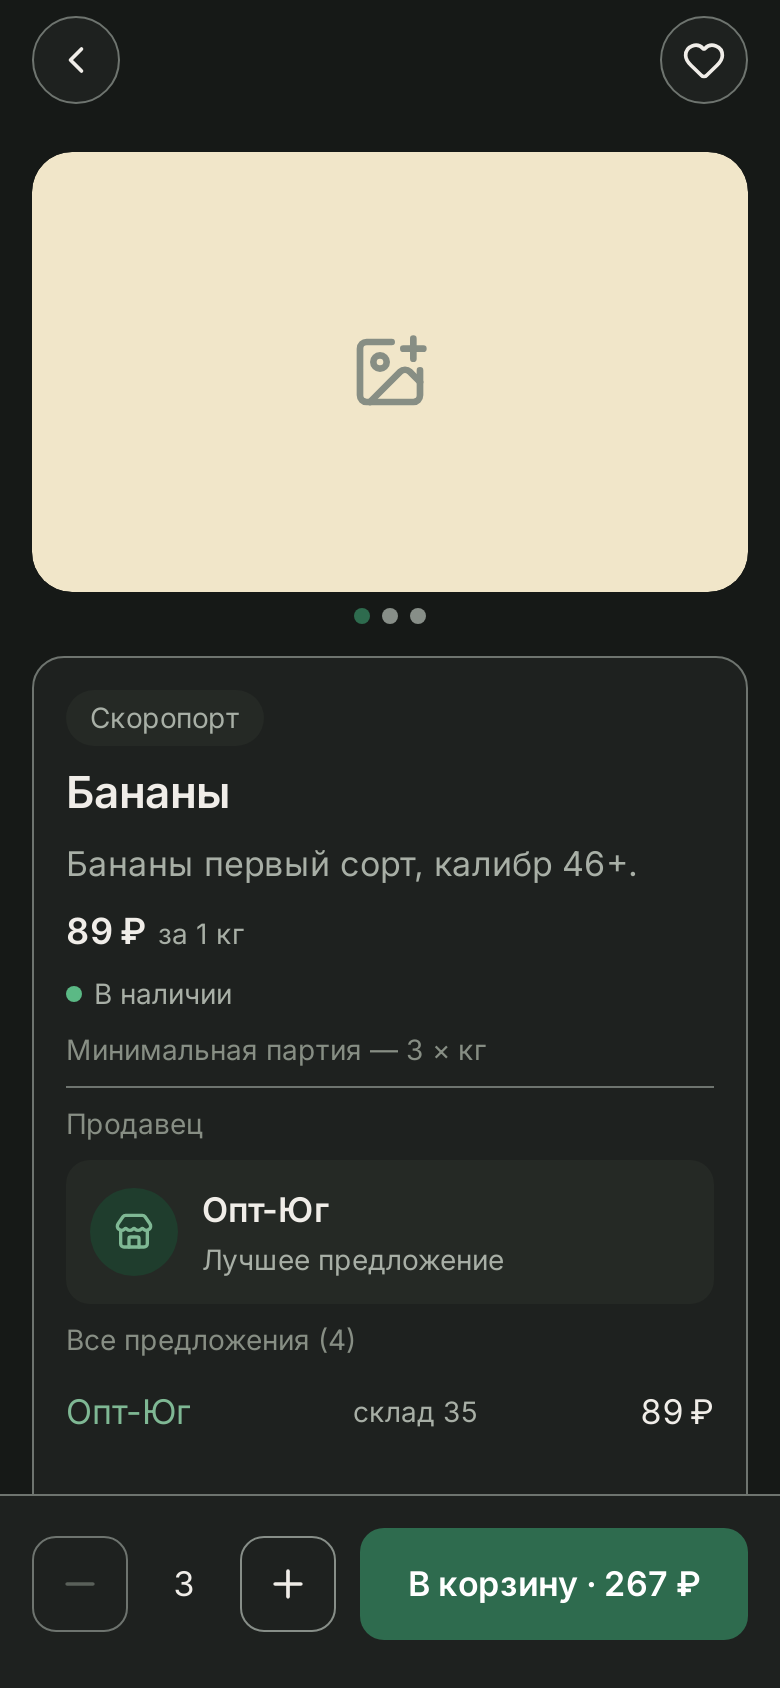 Скоропорт
Бананы
Бананы первый сорт, калибр 46+.
89 ₽ за 1 кг
В наличии
Минимальная партия — 3 × кг
Продавец
Опт-Юг
Лучшее предложение
Все предложения (4)
Опт-Юг склад 35 89 ₽
3 В корзину · 267 ₽